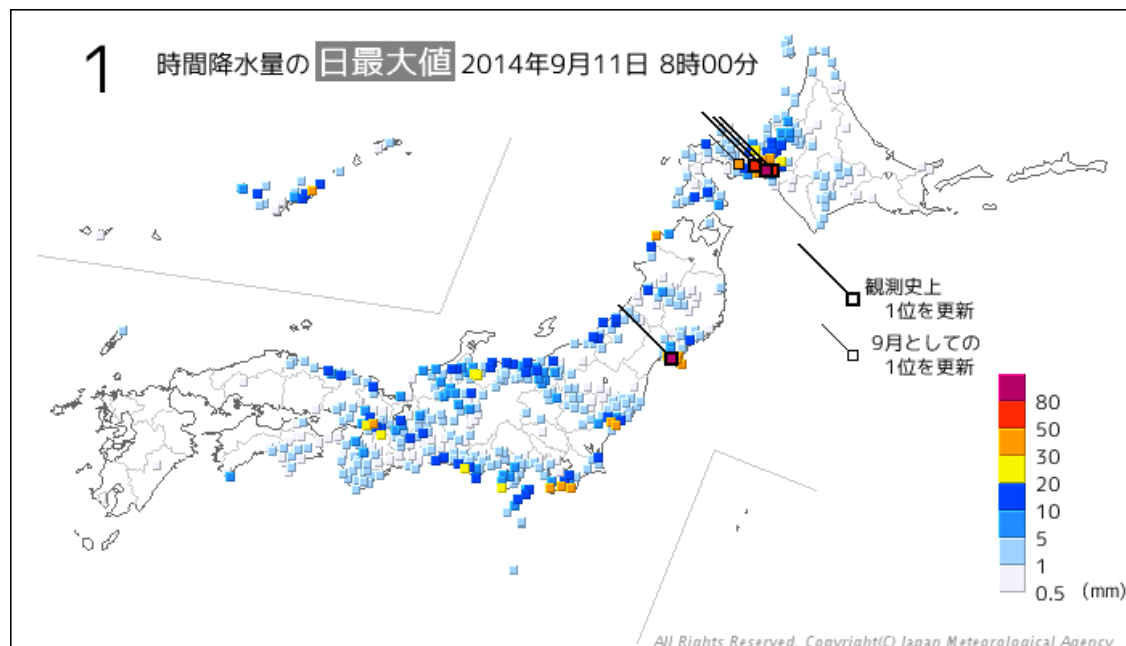 1 時間降水量の 日最大値 2014年9月11日 8時00分
観測史上
1位を更新
9月としての
1位を更新
80
50
30
20
10
5
1
0.5 (mm)
All Rights Reserved. Copyright(C) Japan Meteorological Agency